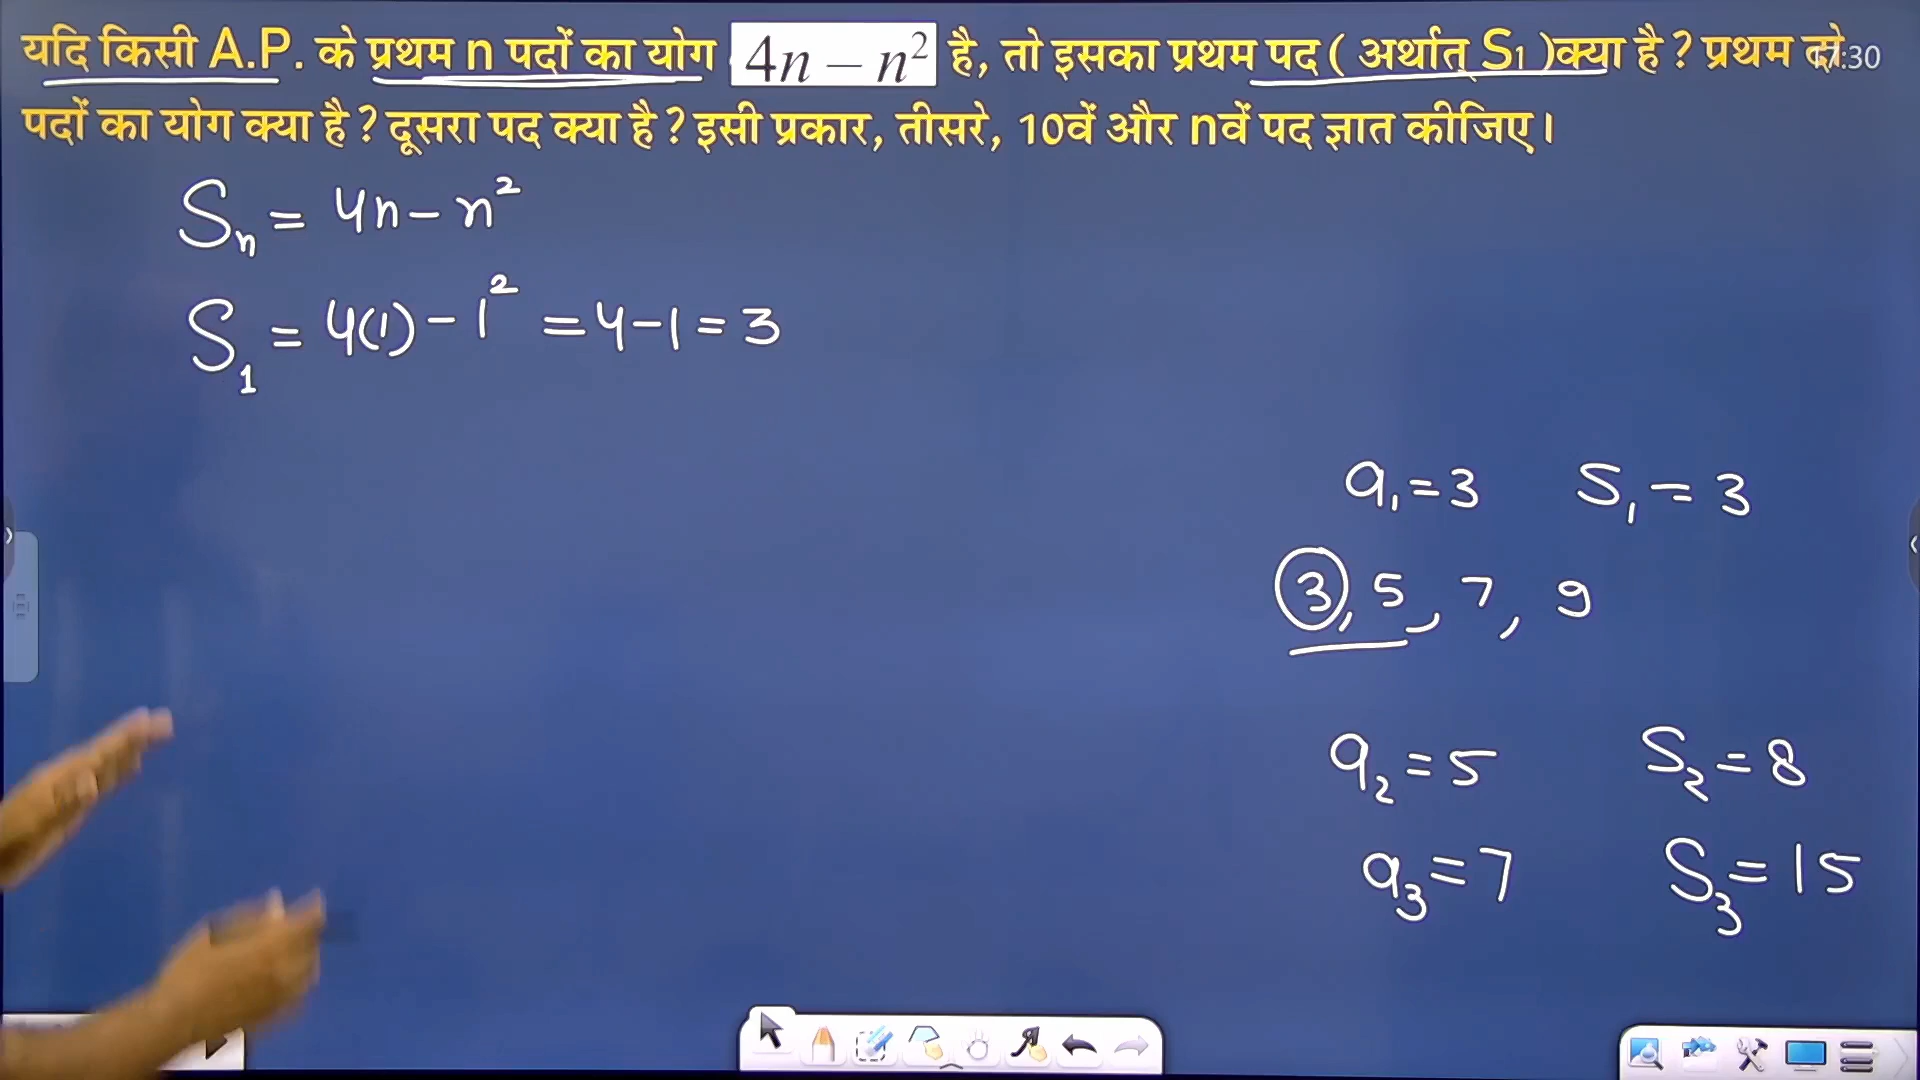 यदि किसी A.P. के प्रथम n पदों का योग 4n – n² है, तो इसका प्रथम पद ( अर्थात् S₁ )क्या है ? प्रथम दो
पदों का योग क्या है ? दूसरा पद क्या है ? इसी प्रकार, तीसरे, 10वें और nवें पद ज्ञात कीजिए।
Sₙ = 4n – n²
S₁ = 4(1) – 1² = 4 – 1 = 3
a₁ = 3 S₁ = 3
3, 5, 7, 9
a₂ = 5 S₂ = 8
a₃ = 7 S₃ = 15